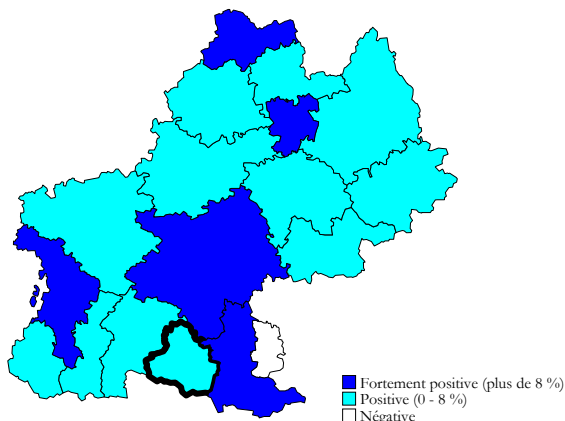 Fortement positive (plus de 8 %)
Positive (0 - 8 %)
Négative